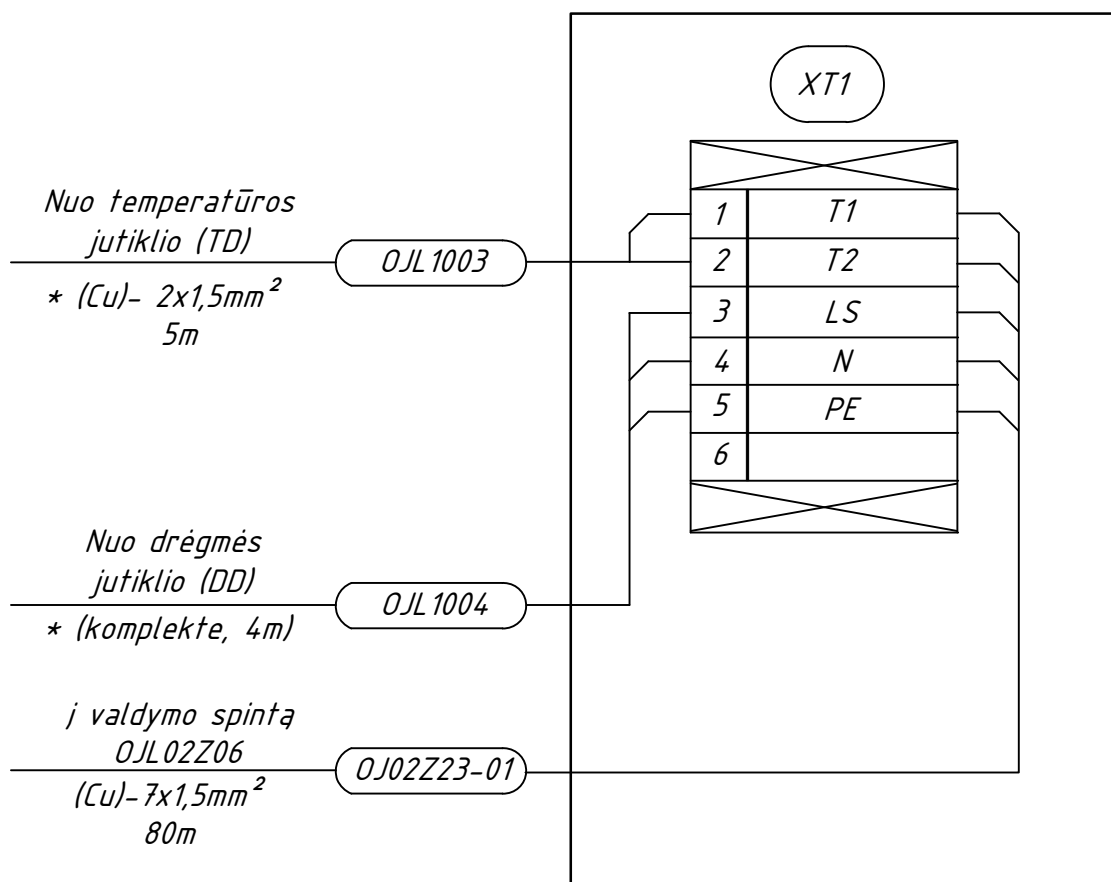 XT1
Nuo temperatūros
jutiklio (TD)
OJL1003
* (Cu)- 2x1,5mm²
5m
1 T1
2 T2
3 LS
4 N
5 PE
6
Nuo drėgmės
jutiklio (DD)
OJL1004
* (komplekte, 4m)
į valdymo spintą
OJL02Z06
OJ02Z23-01
(Cu)-7x1,5mm²
80m